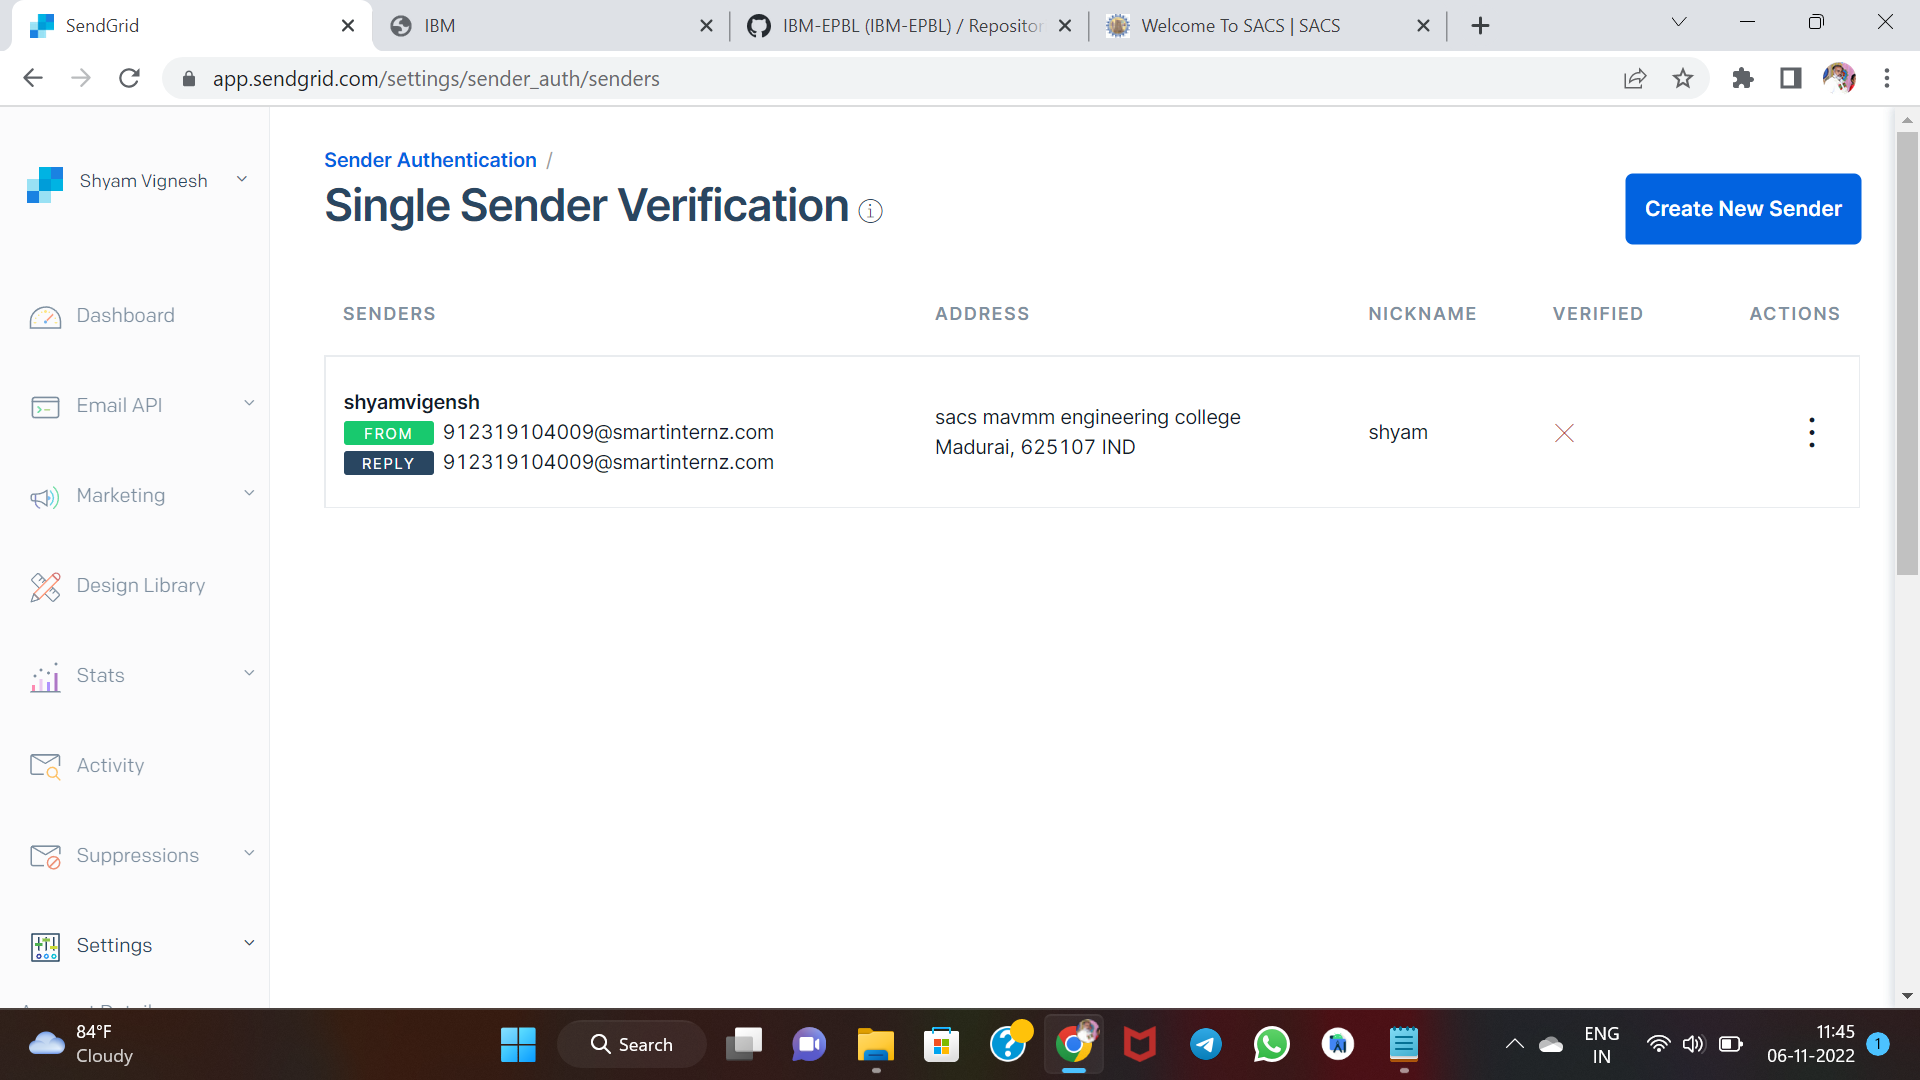 SendGrid
IBM
IBM-EPBL (IBM-EPBL) / Repositor
Welcome To SACS | SACS
app.sendgrid.com/settings/sender_auth/senders
Shyam Vignesh
Dashboard
Email API
Marketing
Design Library
Stats
Activity
Suppressions
Settings
Sender Authentication /
Single Sender Verification
Create New Sender
SENDERS ADDRESS NICKNAME VERIFIED ACTIONS
shyamvigensh
FROM 912319104009@smartinternz.com
REPLY 912319104009@smartinternz.com
sacs mavmm engineering college
Madurai, 625107 IND
shyam
84°F
Cloudy
Search
ENG
IN
11:45
06-11-2022
1